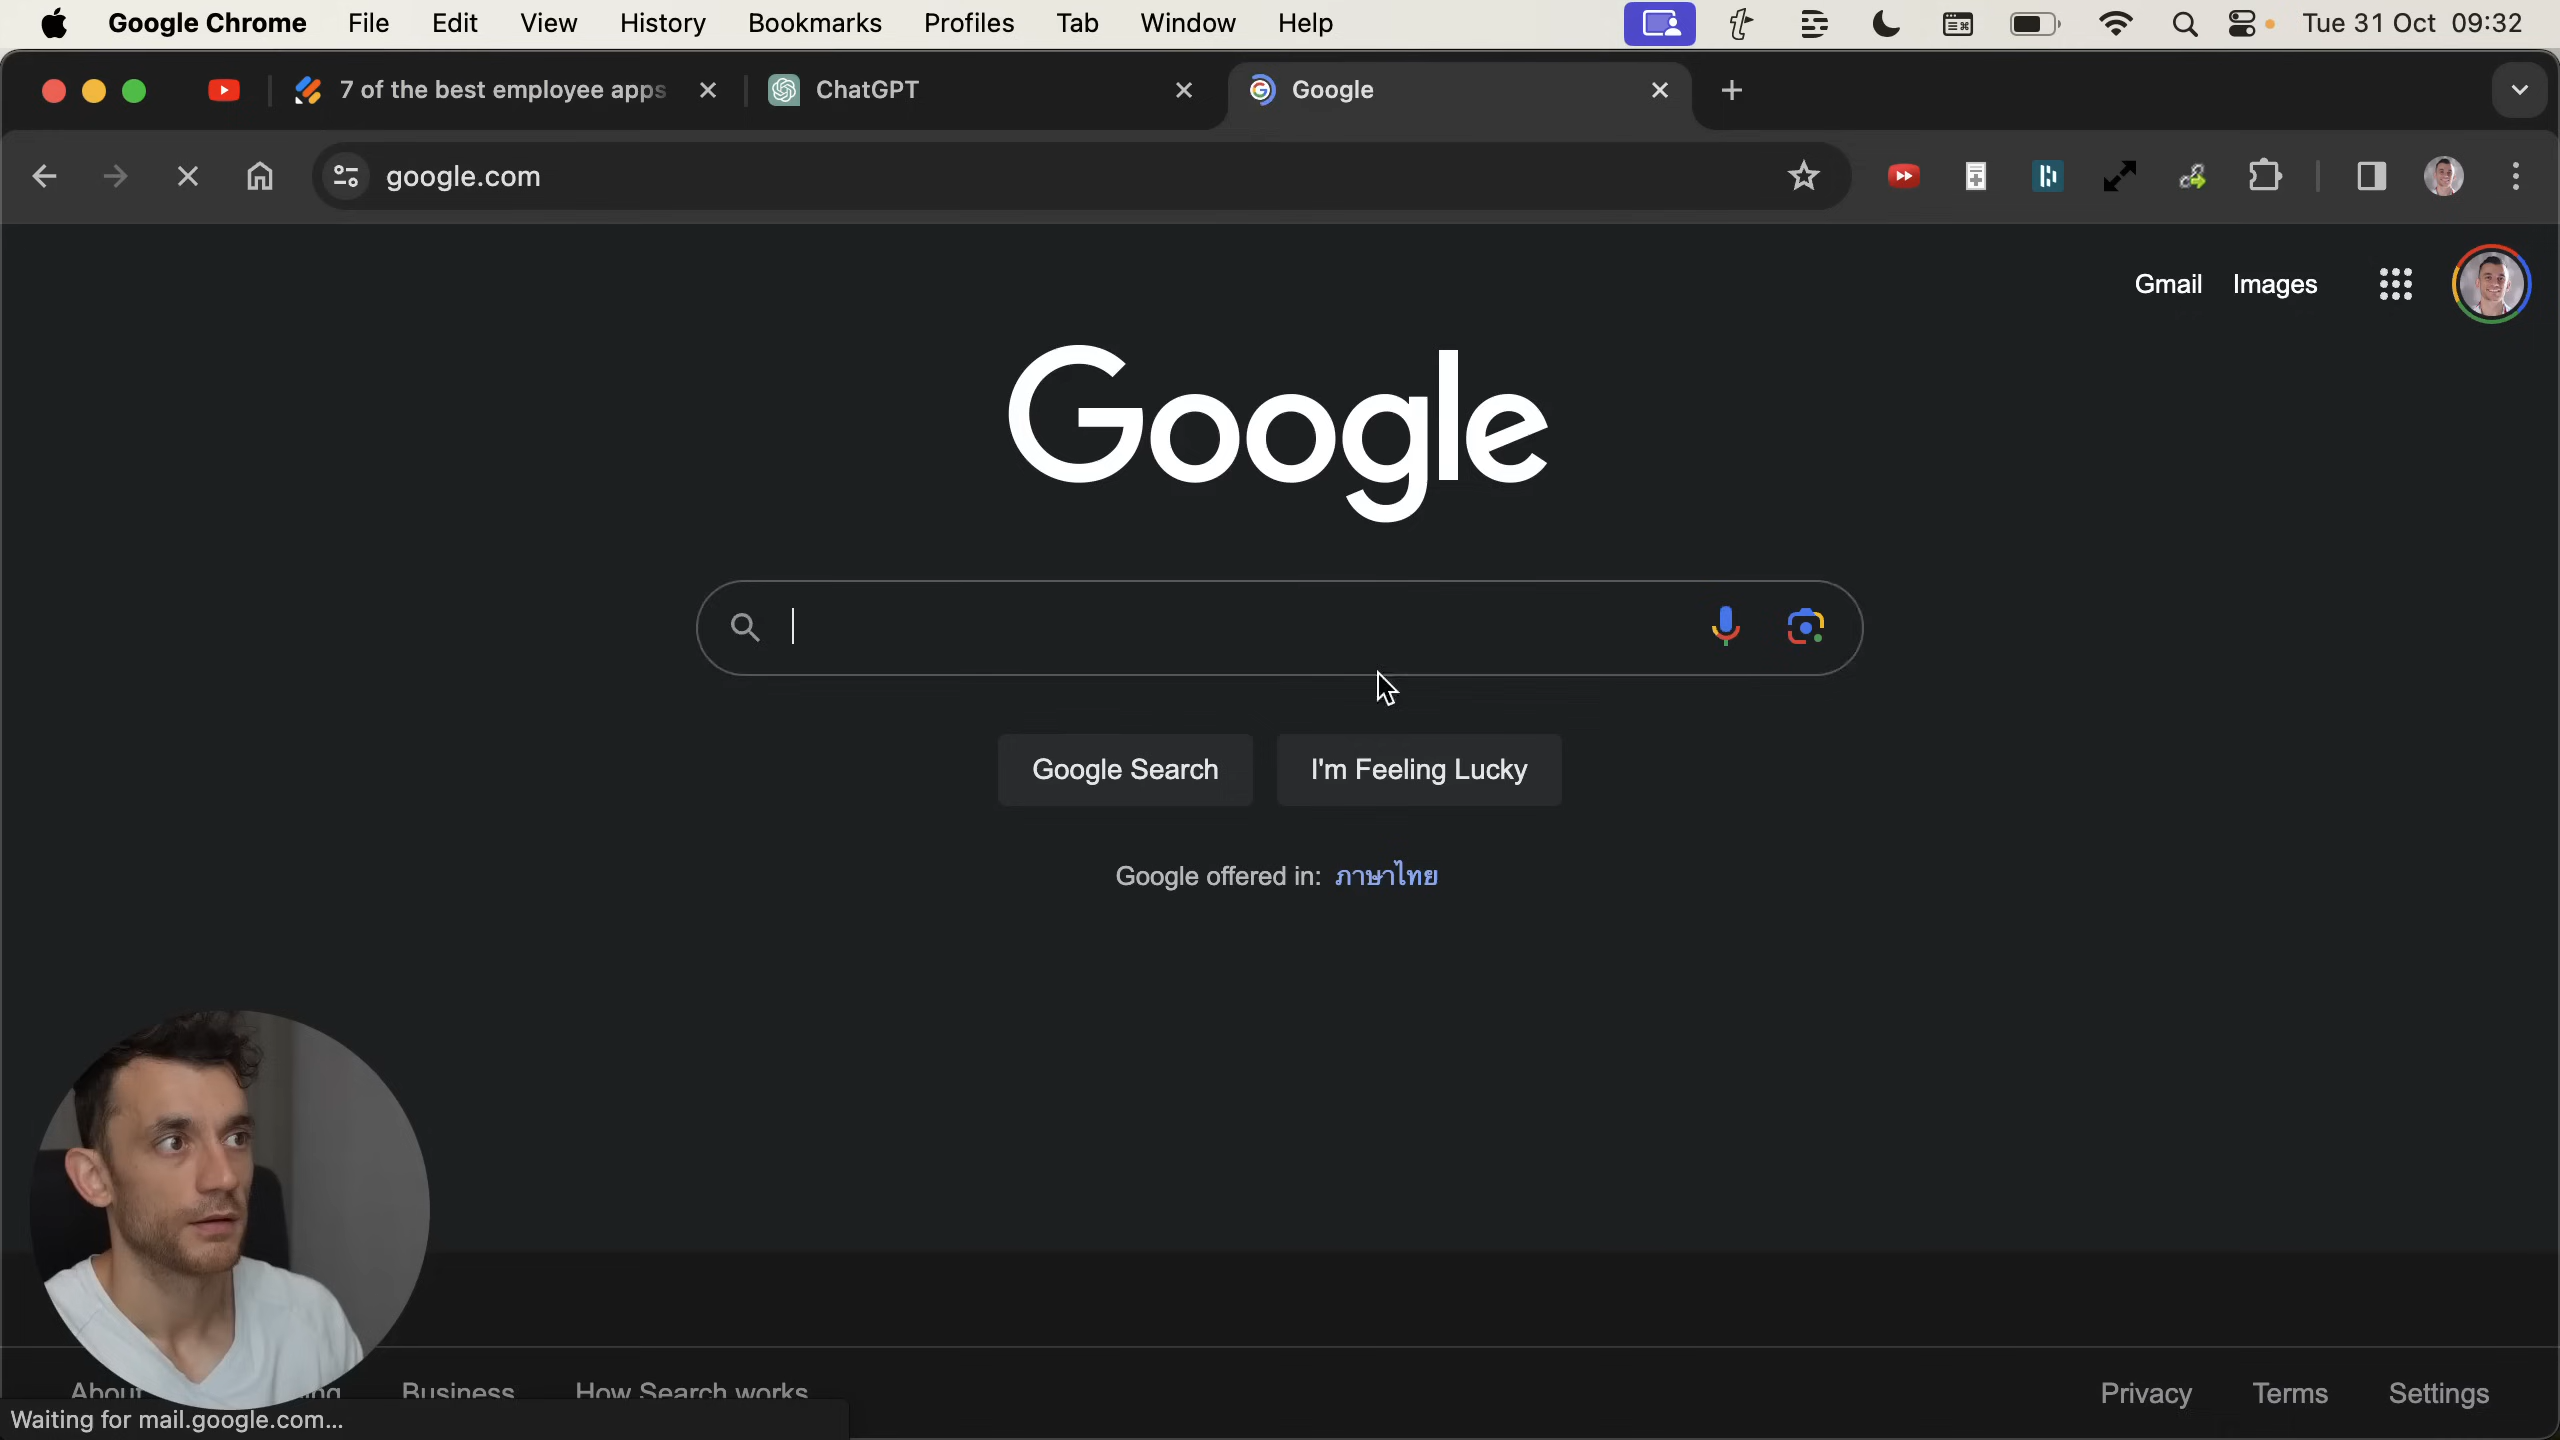 Google Chrome File Edit View History Bookmarks Profiles Tab Window Help Tue 31 Oct 09:32
7 of the best employee apps ChatGPT Google
google.com
Gmail Images
Google
Google Search I'm Feeling Lucky
Google offered in: ภาษาไทย
Business How Search works Privacy Terms Settings
Waiting for mail.google.com...